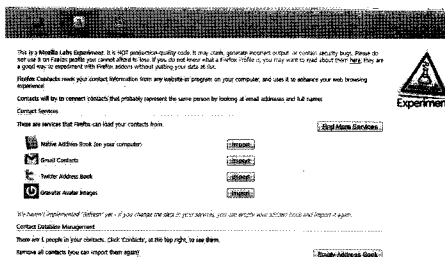 This is a Mozilla Labs Experiment. It is NOT production-quality code. It may crash, generate incorrect output, or contain security bugs. Please do
not use it on Firefox profile you cannot afford to lose. If you do not know what a Firefox Profile is, you may want to read about them here; they are
a good way to experiment with Firefox addons without putting your data at risk.
Experiment
Firefox Contacts reads your contact information from any website or program on your computer, and uses it to enhance your web browsing
experience!
Contacts will try to connect contacts that probably represent the same person by looking at email addresses and full names
Contact Services
These are services that Firefox can load your contacts from.
Find More Services
Native Address Book (on your computer) Import
Gmail Contacts Import
Twitter Address Book Import
Gravatar Avatar Images Import
We haven't implemented "Refresh" yet - if you change the data in your services, you can empty your address book and import it again.
Contact Database Management
There are people in your contacts. Click 'Contacts', at the top right, to see them.
Remove all contacts (you can import them again)
Empty Address Book